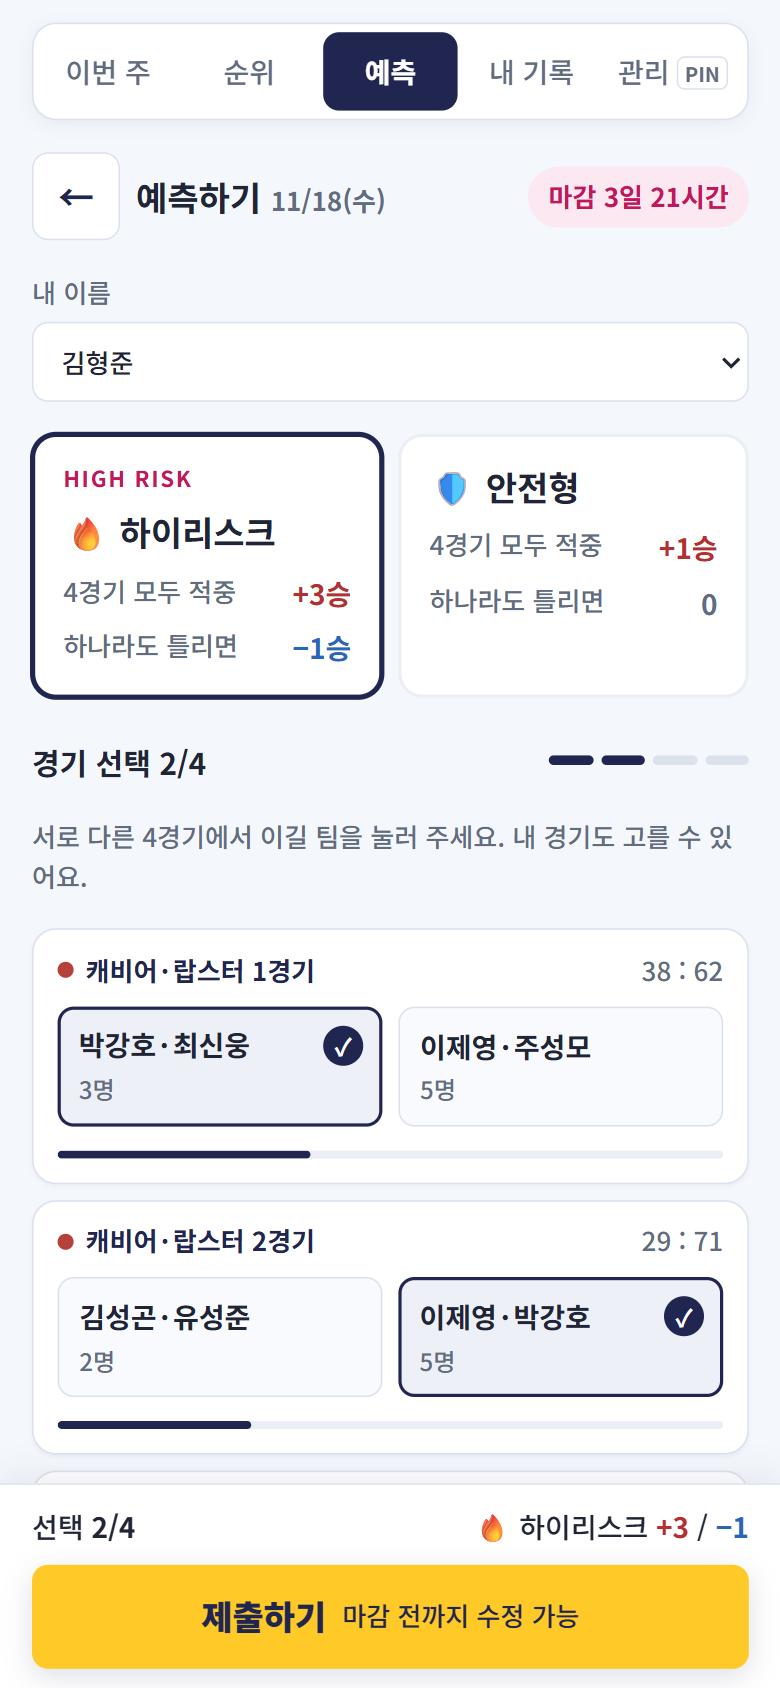 이번 주 순위 예측 내 기록 관리 PIN
← 예측하기 11/18(수) 마감 3일 21시간
내 이름
김형준
HIGH RISK
🔥 하이리스크
4경기 모두 적중 +3승
하나라도 틀리면 −1승
🛡️ 안전형
4경기 모두 적중 +1승
하나라도 틀리면 0
경기 선택 2/4
서로 다른 4경기에서 이길 팀을 눌러 주세요. 내 경기도 고를 수 있
어요.
캐비어·랍스터 1경기 38 : 62
박강호·최신웅 ✓
3명
이제영·주성모
5명
캐비어·랍스터 2경기 29 : 71
김성곤·유성준
2명
이제영·박강호 ✓
5명
선택 2/4 🔥 하이리스크 +3 / −1
제출하기 마감 전까지 수정 가능